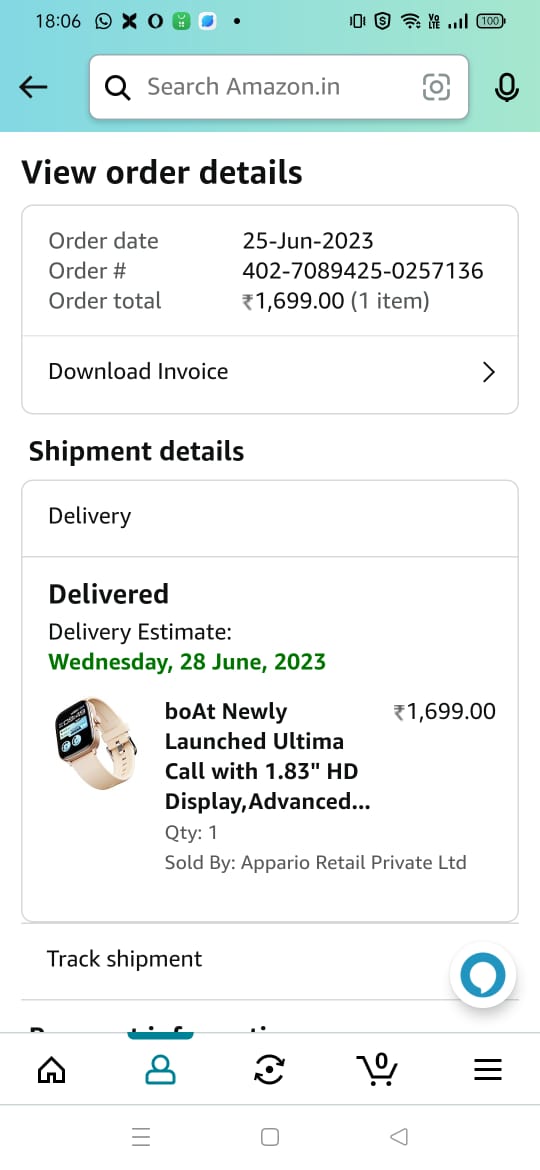 18:06
100
Search Amazon.in
View order details
Order date 25-Jun-2023
Order # 402-7089425-0257136
Order total ₹1,699.00 (1 item)
Download Invoice
Shipment details
Delivery
Delivered
Delivery Estimate:
Wednesday, 28 June, 2023
boAt Newly ₹1,699.00
Launched Ultima
Call with 1.83" HD
Display,Advanced...
Qty: 1
Sold By: Appario Retail Private Ltd
Track shipment
0